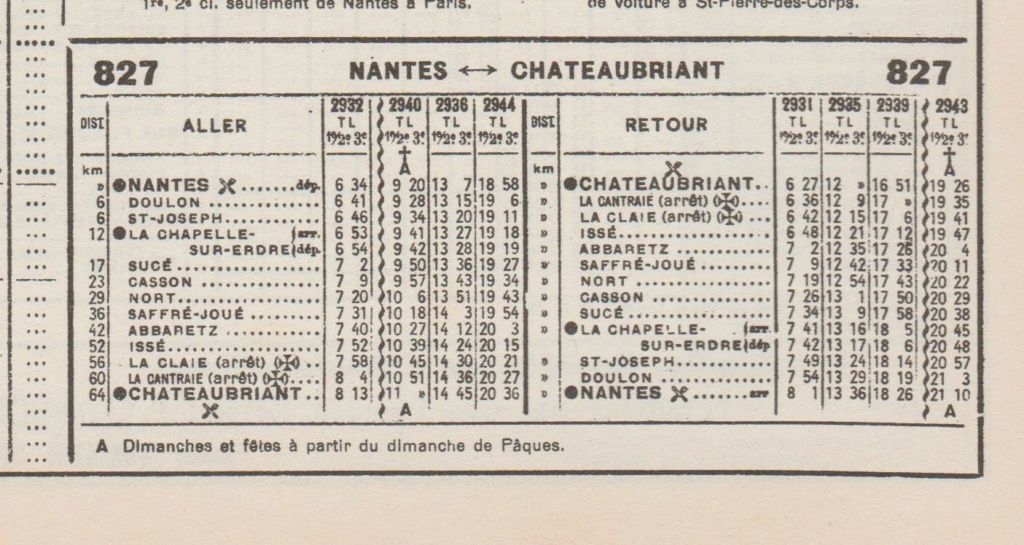 1re, 2e cl. seulement de Nantes à Paris.
de voiture à St-Pierre-des-Corps.
827 NANTES ↔ CHATEAUBRIANT 827
DIST. ALLER 2932 2940 2936 2944 DIST. RETOUR 2931 2935 2939 2943
TL TL TL TL TL TL TL TL
1re/2e 3e 1re/2e 3e 1re/2e 3e 1re/2e 3e 1re/2e 3e 1re/2e 3e 1re/2e 3e 1re/2e 3e
km † A km † A
» NANTES dép. 6 34 9 20 13 7 18 58 » CHATEAUBRIANT 6 27 12 » 16 51 19 26
6 DOULON 6 41 9 28 13 15 19 6 » LA CANTRAIE (arrêt) (✠) 6 36 12 9 17 » 19 35
6 ST-JOSEPH 6 46 9 34 13 20 19 11 » LA CLAIE (arrêt) (✠) 6 42 12 15 17 6 19 41
12 LA CHAPELLE- arr. 6 53 9 41 13 27 19 18 » ISSÉ 6 48 12 21 17 12 19 47
SUR-ERDRE dép. 6 54 9 42 13 28 19 19 » ABBARETZ 7 2 12 35 17 26 20 4
17 SUCÉ 7 2 9 50 13 36 19 27 » SAFFRÉ-JOUÉ 7 9 12 42 17 33 20 11
23 CASSON 7 9 9 57 13 43 19 34 » NORT 7 19 12 54 17 43 20 22
29 NORT 7 20 10 6 13 51 19 43 » CASSON 7 26 13 1 17 50 20 29
36 SAFFRÉ-JOUÉ 7 31 10 18 14 3 19 54 » SUCÉ 7 34 13 9 17 58 20 38
42 ABBARETZ 7 40 10 27 14 12 20 3 » LA CHAPELLE- arr. 7 41 13 16 18 5 20 45
52 ISSÉ 7 52 10 39 14 24 20 15 SUR-ERDRE dép 7 42 13 17 18 6 20 48
56 LA CLAIE (arrêt) (✠) 7 58 10 45 14 30 20 21 » ST-JOSEPH 7 49 13 24 18 14 20 57
60 LA CANTRAIE (arrêt) (✠) 8 4 10 51 14 36 20 27 » DOULON 7 54 13 29 18 19 21 3
64 CHATEAUBRIANT 8 13 11 » 14 45 20 36 » NANTES arr 8 1 13 36 18 26 21 10
A A
A Dimanches et fêtes à partir du dimanche de Pâques.